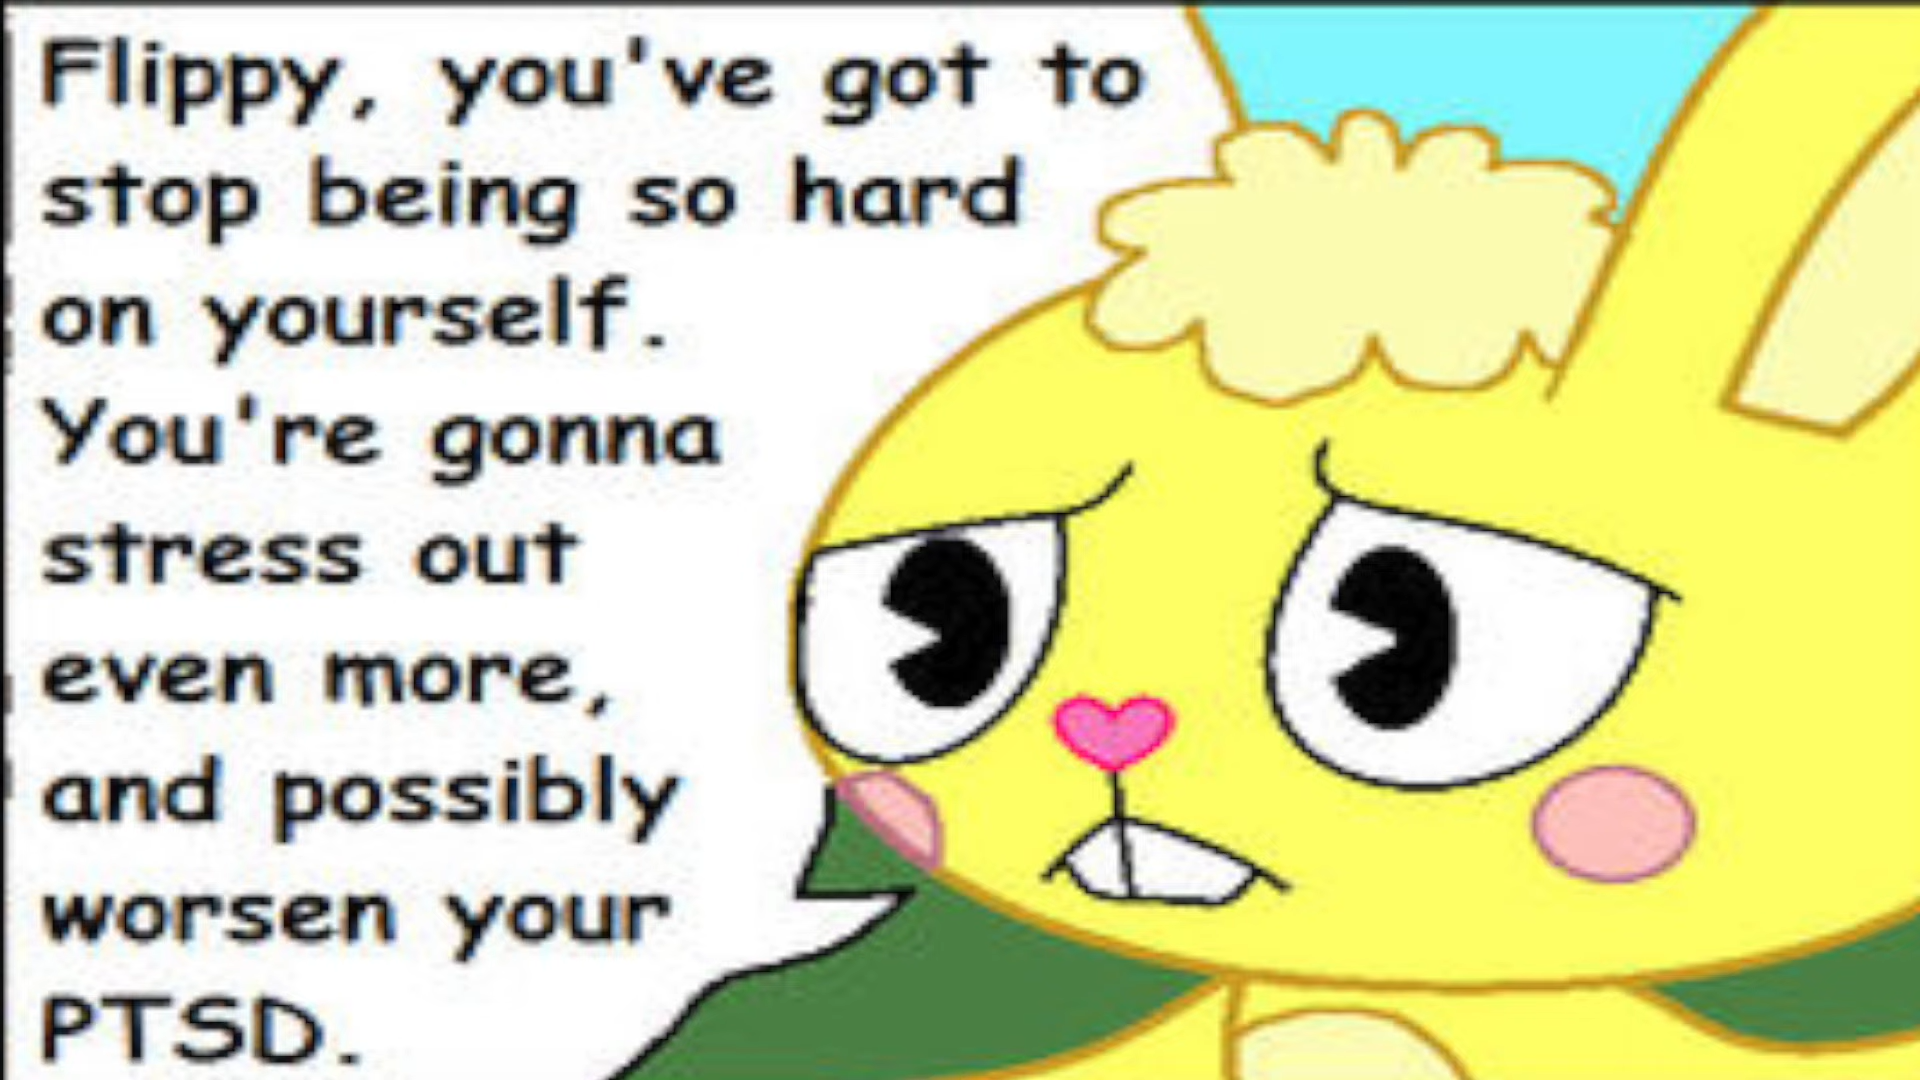 Flippy, you've got to
stop being so hard
on yourself.
You're gonna
stress out
even more,
and possibly
worsen your
PTSD.